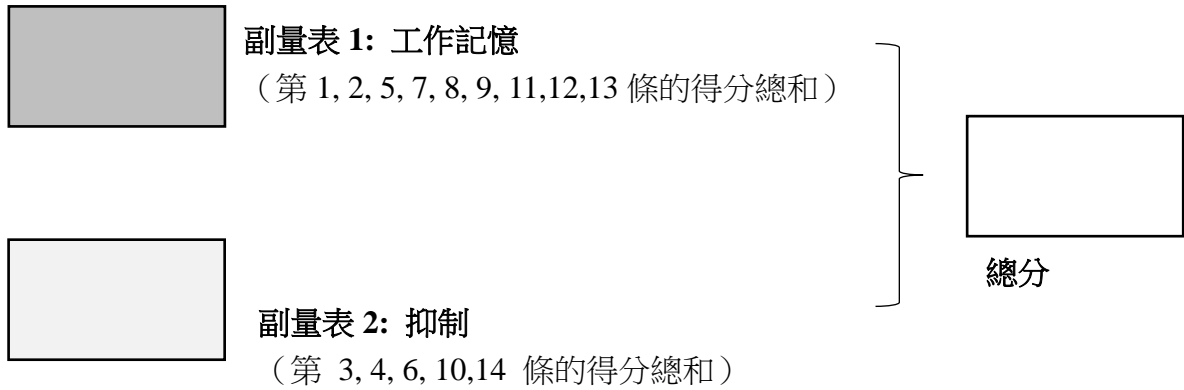 副量表 1: 工作記憶
（第 1, 2, 5, 7, 8, 9, 11,12,13 條的得分總和）
總分
副量表 2: 抑制
（第 3, 4, 6, 10,14 條的得分總和）